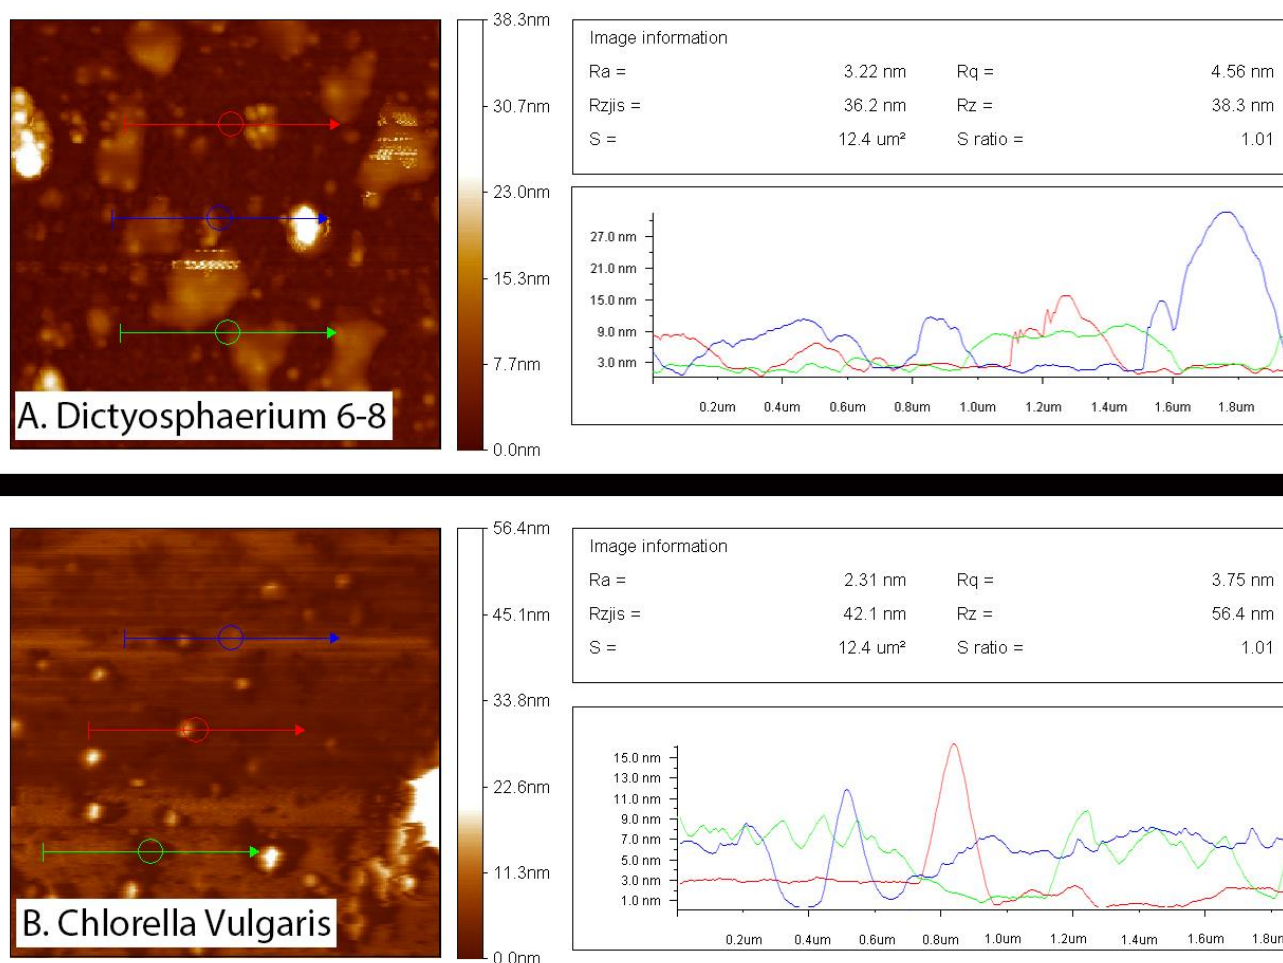 38.3nm
30.7nm
23.0nm
15.3nm
7.7nm
0.0nm
A. Dictyosphaerium 6-8
Image information
Ra = 3.22 nm Rq = 4.56 nm
Rzjis = 36.2 nm Rz = 38.3 nm
S = 12.4 um² S ratio = 1.01
27.0 nm
21.0 nm
15.0 nm
9.0 nm
3.0 nm
0.2um 0.4um 0.6um 0.8um 1.0um 1.2um 1.4um 1.6um 1.8um
56.4nm
45.1nm
33.8nm
22.6nm
11.3nm
0.0nm
B. Chlorella Vulgaris
Image information
Ra = 2.31 nm Rq = 3.75 nm
Rzjis = 42.1 nm Rz = 56.4 nm
S = 12.4 um² S ratio = 1.01
15.0 nm
13.0 nm
11.0 nm
9.0 nm
7.0 nm
5.0 nm
3.0 nm
1.0 nm
0.2um 0.4um 0.6um 0.8um 1.0um 1.2um 1.4um 1.6um 1.8um